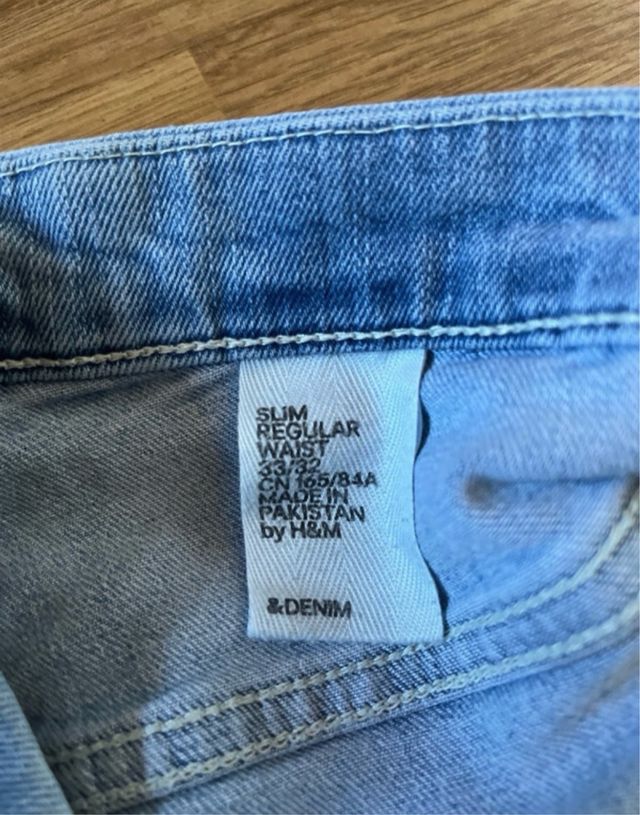 SLIM
REGULAR
WAIST
33/32
CN 165/84A
MADE IN
PAKISTAN
by H&M
&DENIM